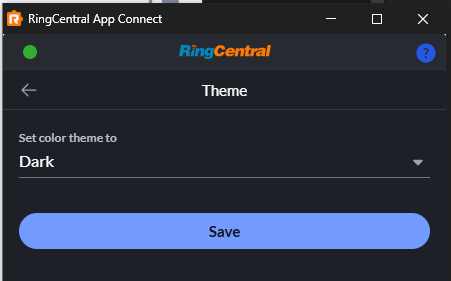 RingCentral App Connect
RingCentral
?
Theme
Set color theme to
Dark
Save